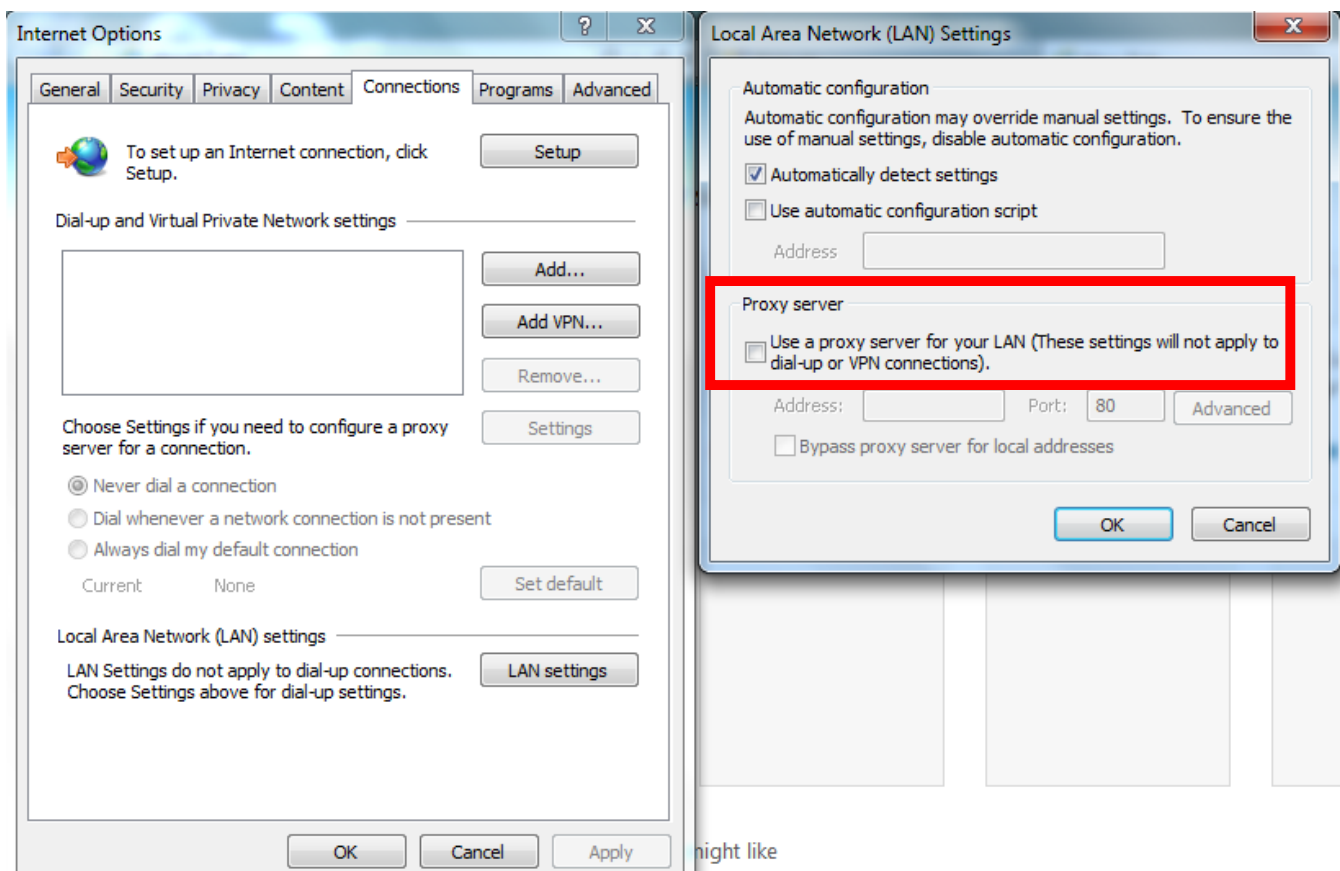 Internet Options
?
X
General Security Privacy Content Connections Programs Advanced
To set up an Internet connection, click
Setup.
Setup
Dial-up and Virtual Private Network settings
Add...
Add VPN...
Remove...
Choose Settings if you need to configure a proxy
server for a connection.
Settings
Never dial a connection
Dial whenever a network connection is not present
Always dial my default connection
Current None
Set default
Local Area Network (LAN) settings
LAN Settings do not apply to dial-up connections.
Choose Settings above for dial-up settings.
LAN settings
OK Cancel Apply
Local Area Network (LAN) Settings
X
Automatic configuration
Automatic configuration may override manual settings. To ensure the
use of manual settings, disable automatic configuration.
Automatically detect settings
Use automatic configuration script
Address
Proxy server
Use a proxy server for your LAN (These settings will not apply to
dial-up or VPN connections).
Address: Port: 80 Advanced
Bypass proxy server for local addresses
OK Cancel
might like